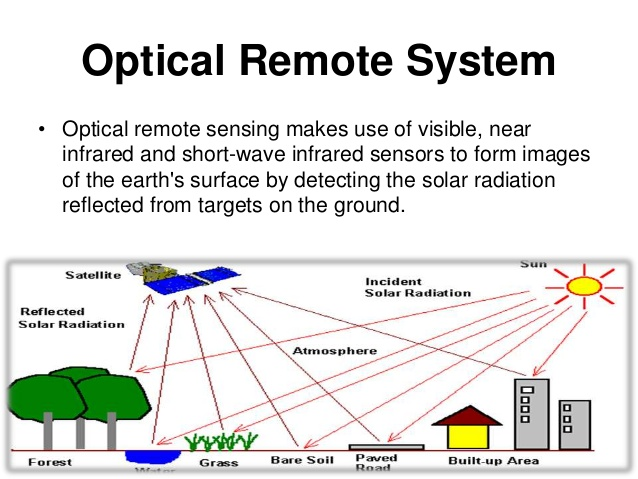 Optical Remote System
• Optical remote sensing makes use of visible, near
infrared and short-wave infrared sensors to form images
of the earth's surface by detecting the solar radiation
reflected from targets on the ground.
Sun
Satellite
Incident
Solar Radiation
Reflected
Solar Radiation
Atmosphere
Forest
Water
Grass
Bare Soil
Paved
Road
Built-up Area